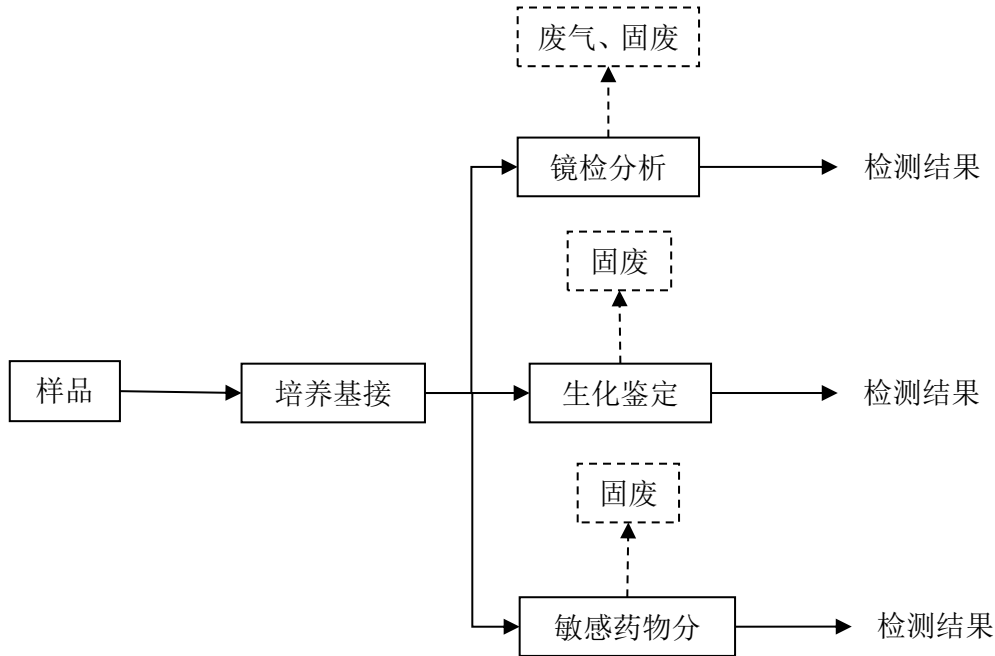 废气、固废
镜检分析
检测结果
固废
样品
培养基接
生化鉴定
检测结果
固废
敏感药物分
检测结果